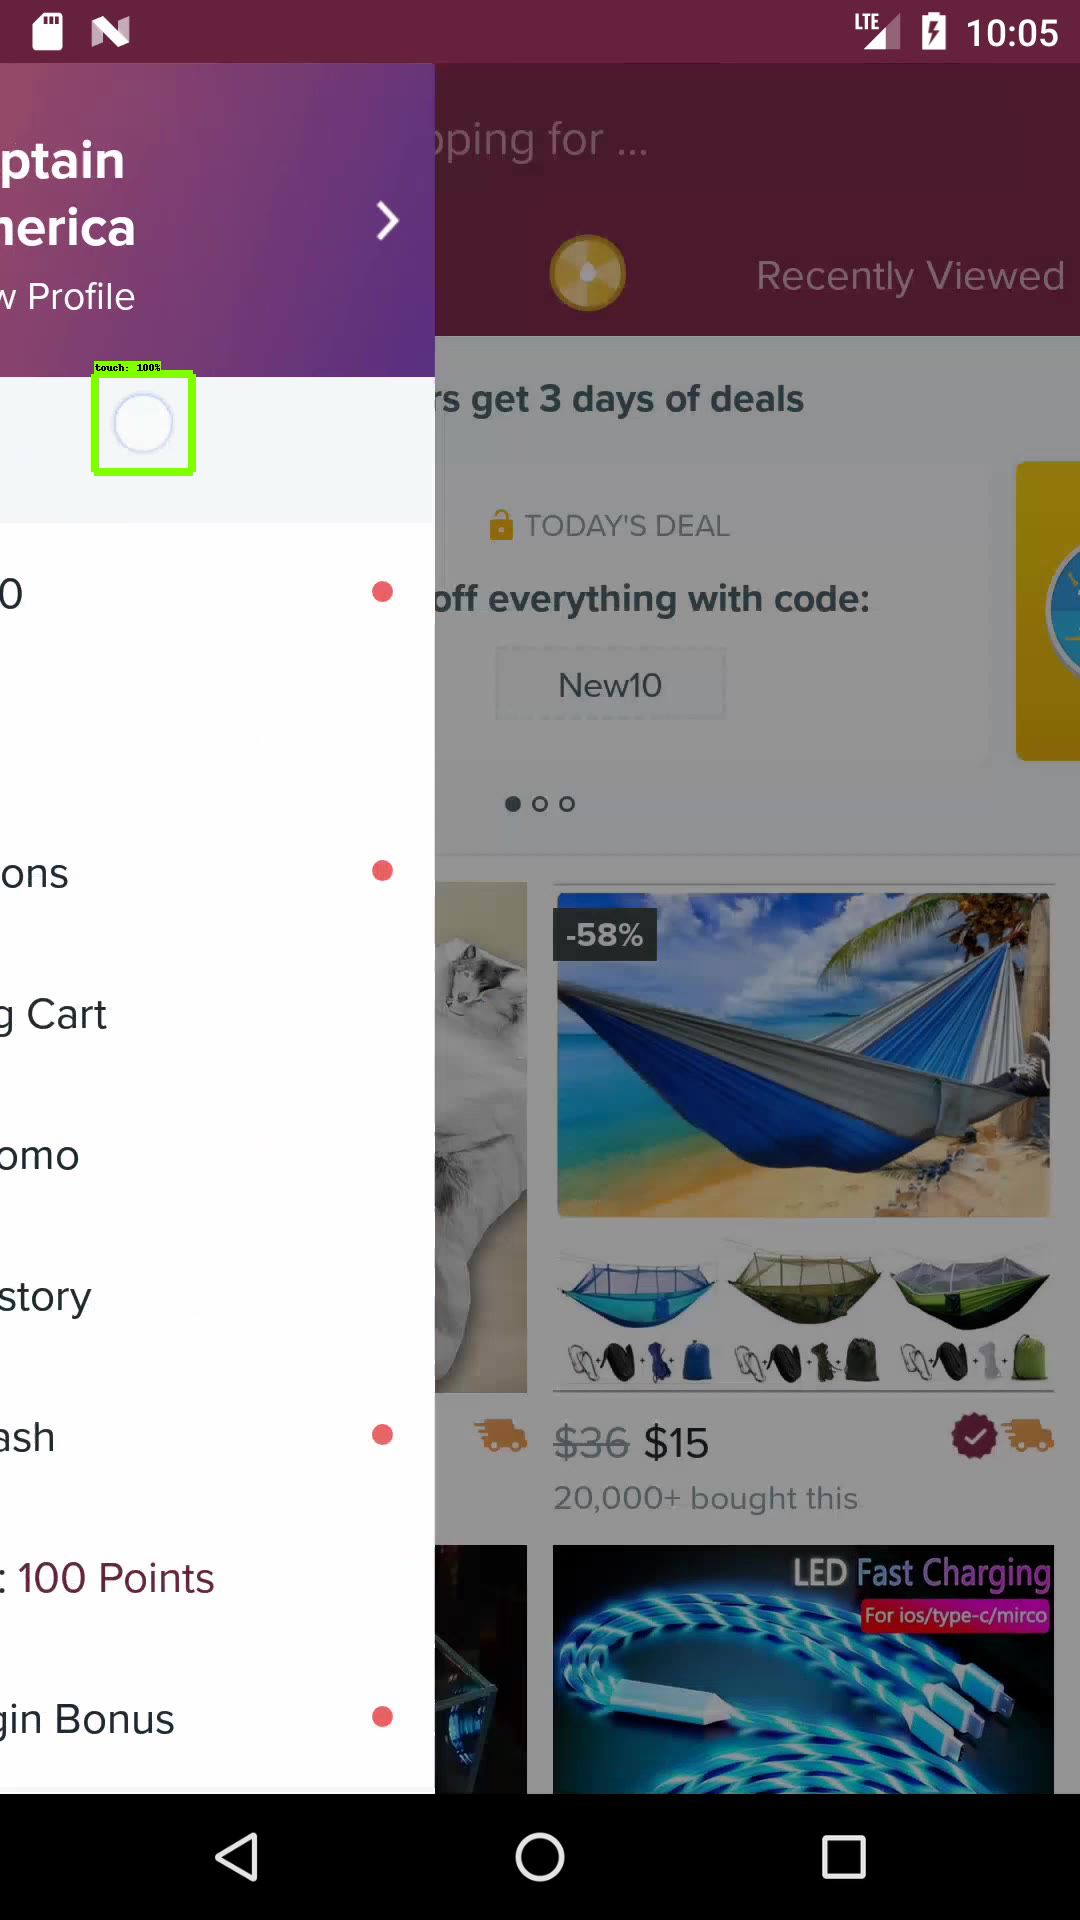 LTE 10:05
pping for ...
ptain
nerica
w Profile
Recently Viewed
touch: 100%
rs get 3 days of deals
TODAY'S DEAL
off everything with code:
New10
0
ons
g Cart
omo
story
ash
: 100 Points
gin Bonus
-58%
$36 $15
20,000+ bought this
LED Fast Charging
For ios/type-c/mirco